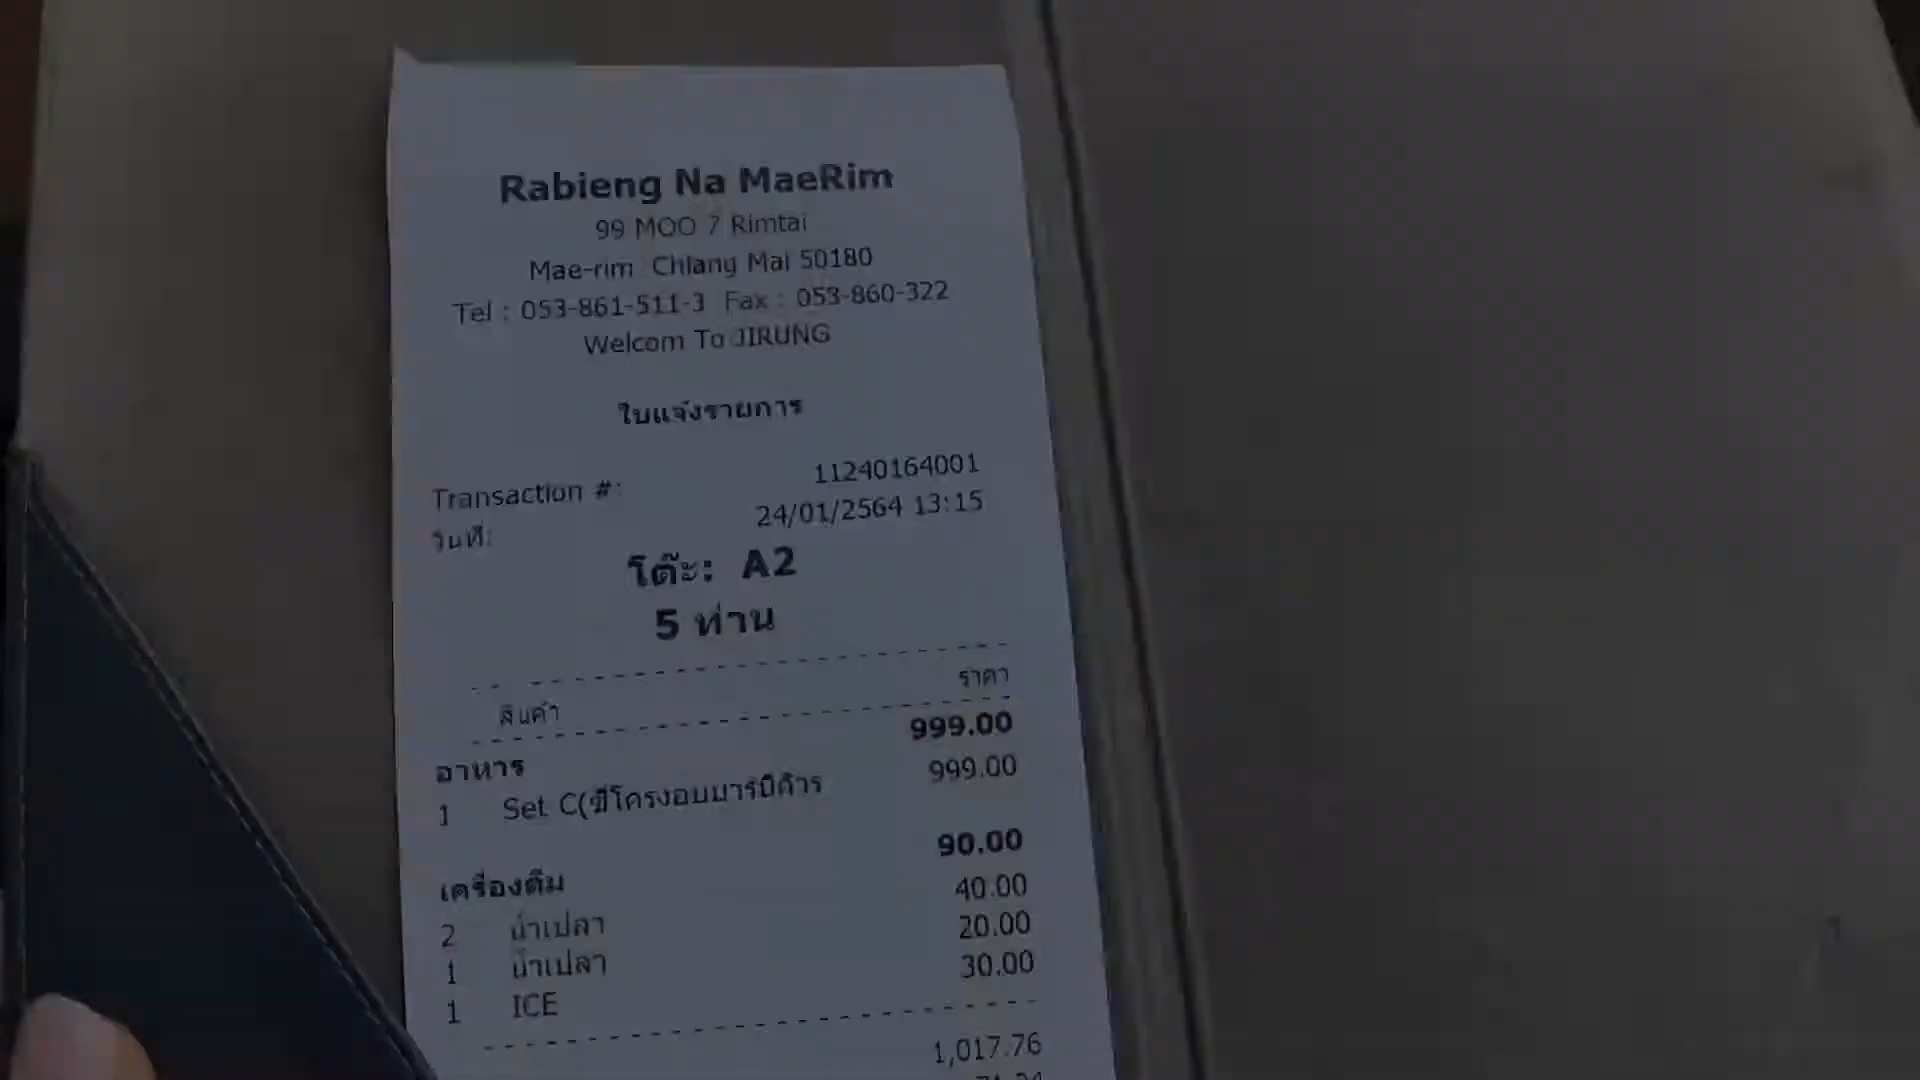 Rabieng Na MaeRim
99 MOO 7 Rimtai
Mae-rim Chiang Mai 50180
Tel : 053-861-511-3 Fax : 053-860-322
Welcom To JIRUNG
ใบแจ้งรายการ
Transaction #: 11240164001
วันที่: 24/01/2564 13:15
โต๊ะ: A2
5 ท่าน
สินค้า ราคา
อาหาร 999.00
1 Set C(ซี่โครงอบบาร์บีคิวร 999.00
เครื่องดื่ม 90.00
2 น้ำเปล่า 40.00
1 น้ำเปล่า 20.00
1 ICE 30.00
1,017.76